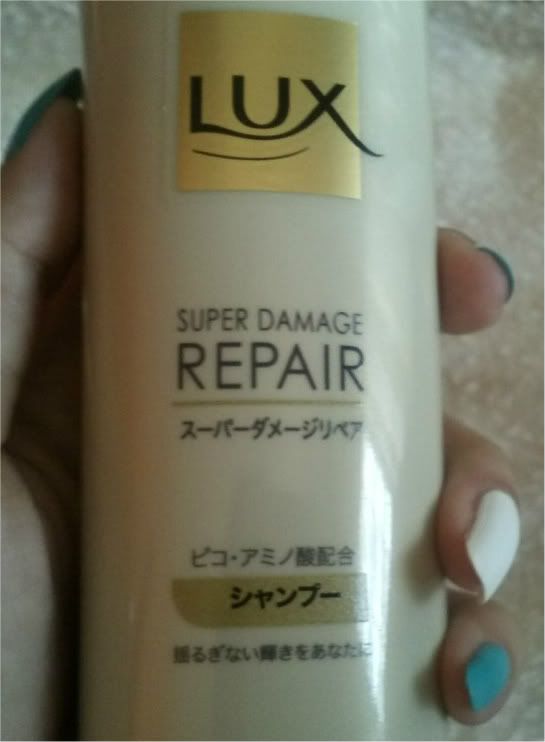 LUX
SUPER DAMAGE
REPAIR
スーパーダメージリペア
ピコ・アミノ酸配合
シャンプー
揺るぎない輝きをあなたに